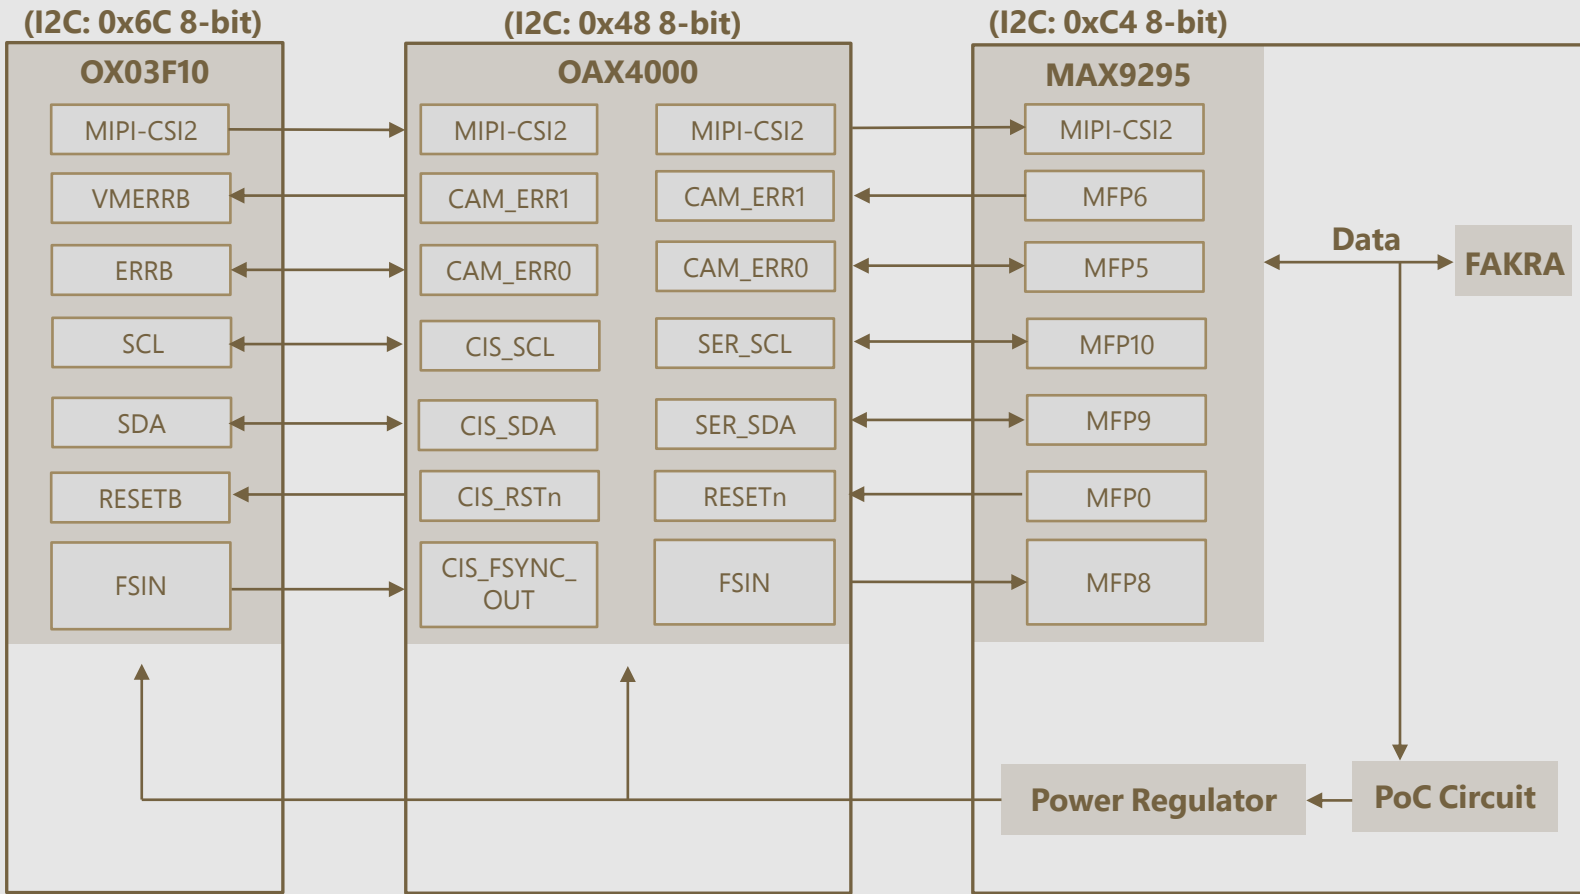 (I2C: 0x6C 8-bit)
OX03F10
MIPI-CSI2
VMERRB
ERRB
SCL
SDA
RESETB
FSIN
(I2C: 0x48 8-bit)
OAX4000
MIPI-CSI2
CAM_ERR1
CAM_ERR0
CIS_SCL
CIS_SDA
CIS_RSTn
CIS_FSYNC_
OUT
MIPI-CSI2
CAM_ERR1
CAM_ERR0
SER_SCL
SER_SDA
RESETn
FSIN
(I2C: 0xC4 8-bit)
MAX9295
MIPI-CSI2
MFP6
MFP5
MFP10
MFP9
MFP0
MFP8
Data
FAKRA
Power Regulator
PoC Circuit